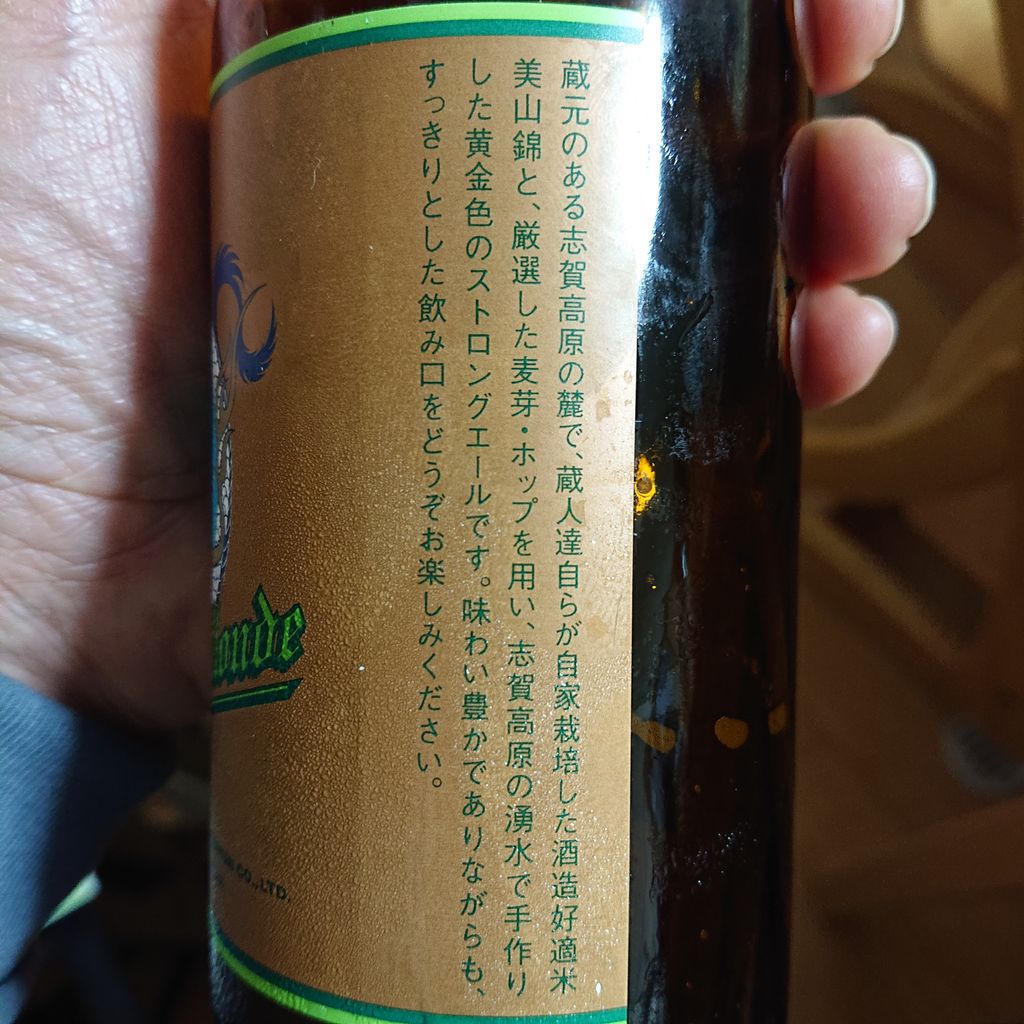 蔵元のある志賀高原の麓で、蔵人達自らが自家栽培した酒造好適米
美山錦と、厳選した麦芽・ホップを用い、志賀高原の湧水で手作り
した黄金色のストロングエールです。味わい豊かでありながらも、
すっきりとした飲み口をどうぞお楽しみください。
CO.,LTD.